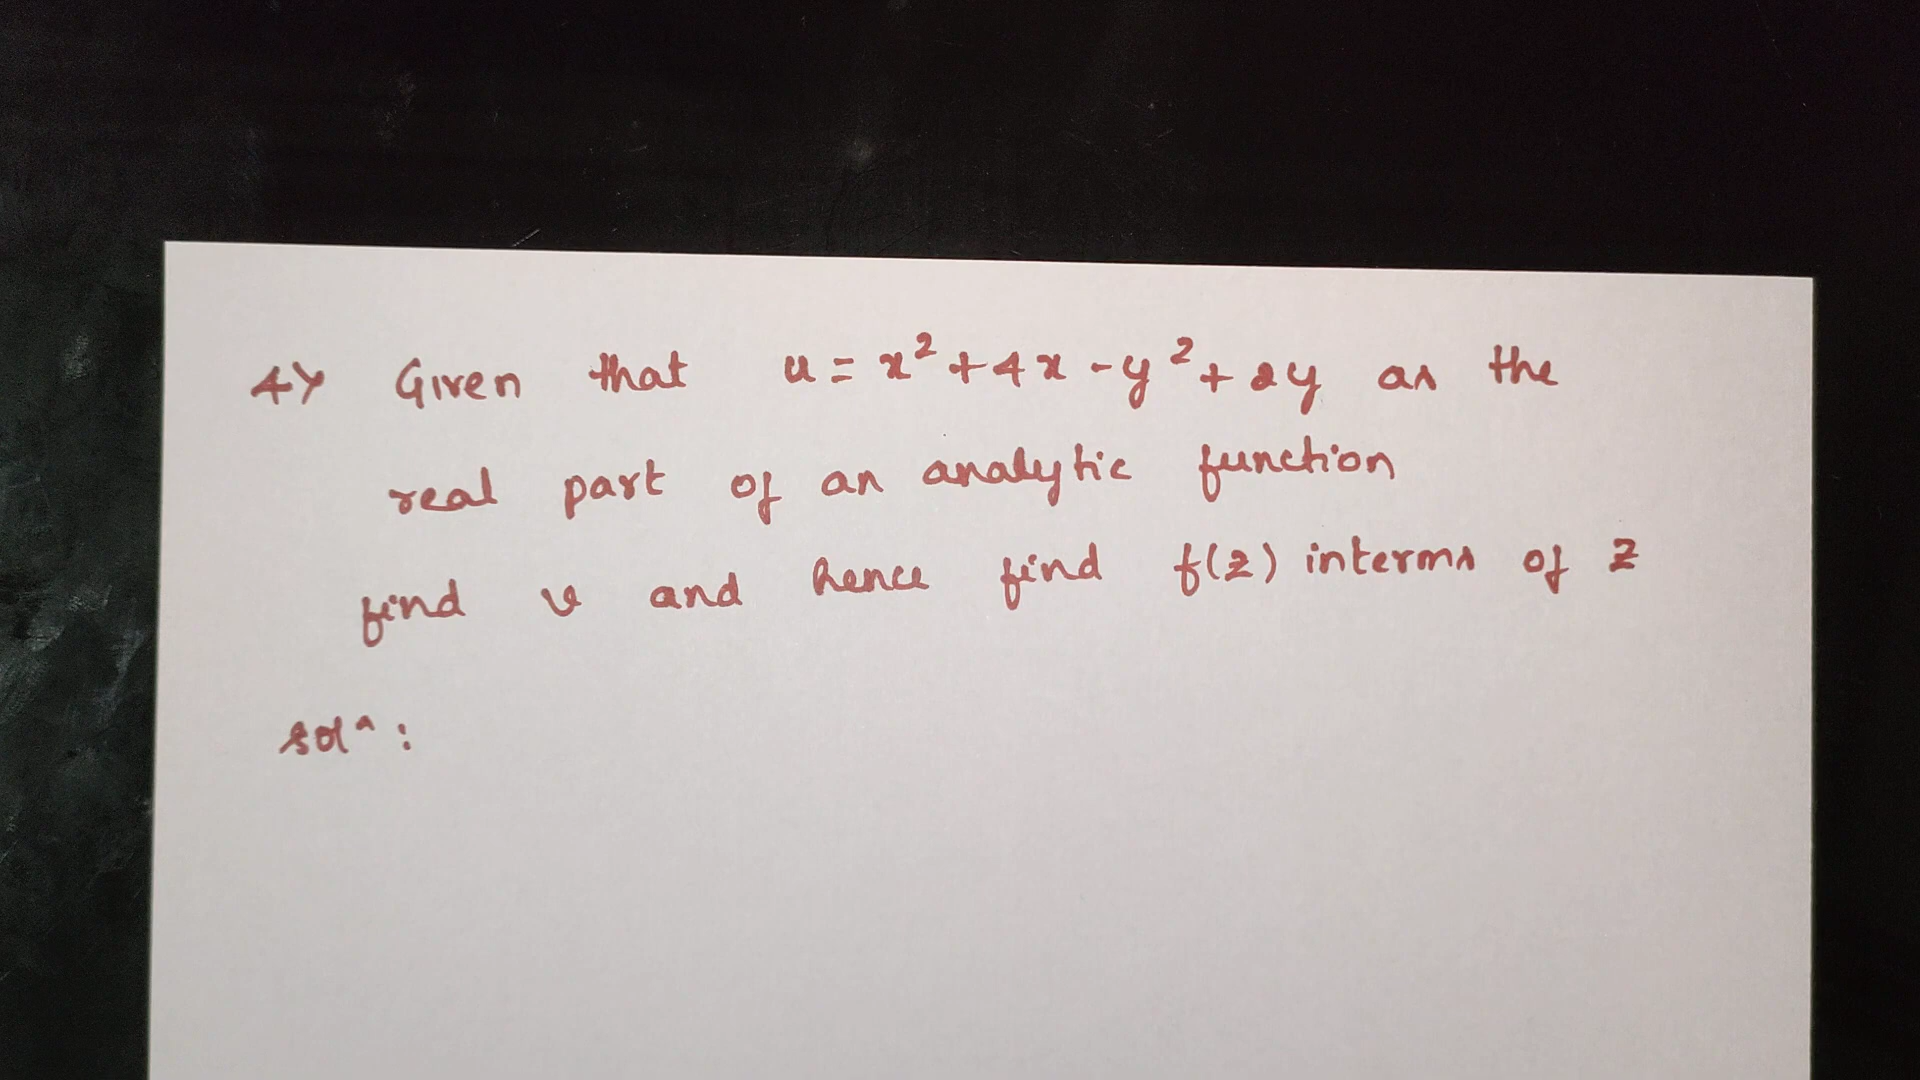 4) Given that u = x² + 4x - y² + 2y as the
real part of an analytic function
find v and hence find f(z) interms of z
solⁿ :